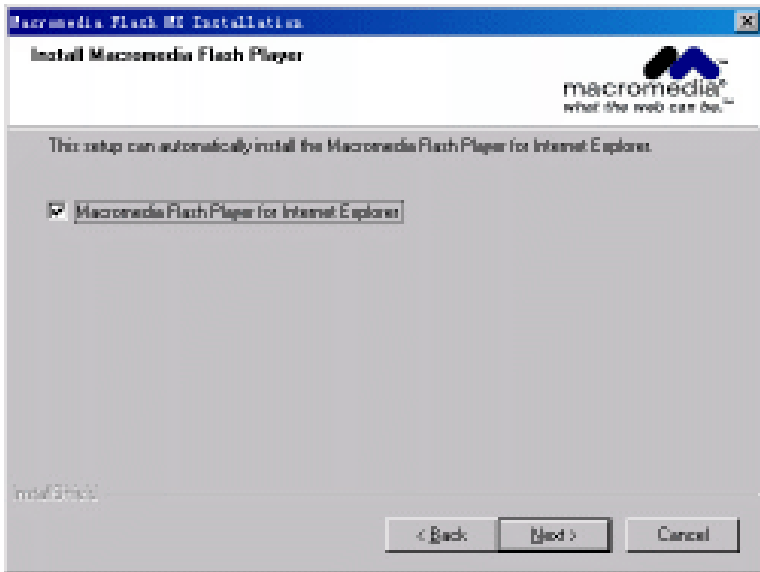 Macromedia Flash MX Installation
Install Macromedia Flash Player
macromedia®
what the web can be.™
This setup can automatically install the Macromedia Flash Player for Internet Explorer.
Macromedia Flash Player for Internet Explorer
InstallShield
< Back
Next >
Cancel